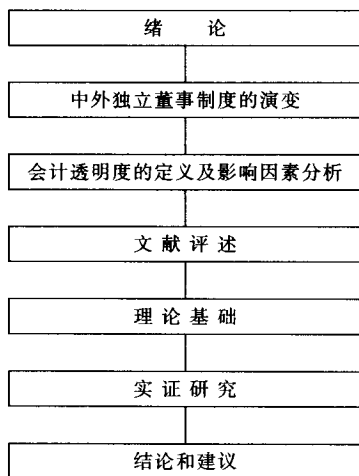 绪 论
中外独立董事制度的演变
会计透明度的定义及影响因素分析
文献评述
理论基础
实证研究
结论和建议